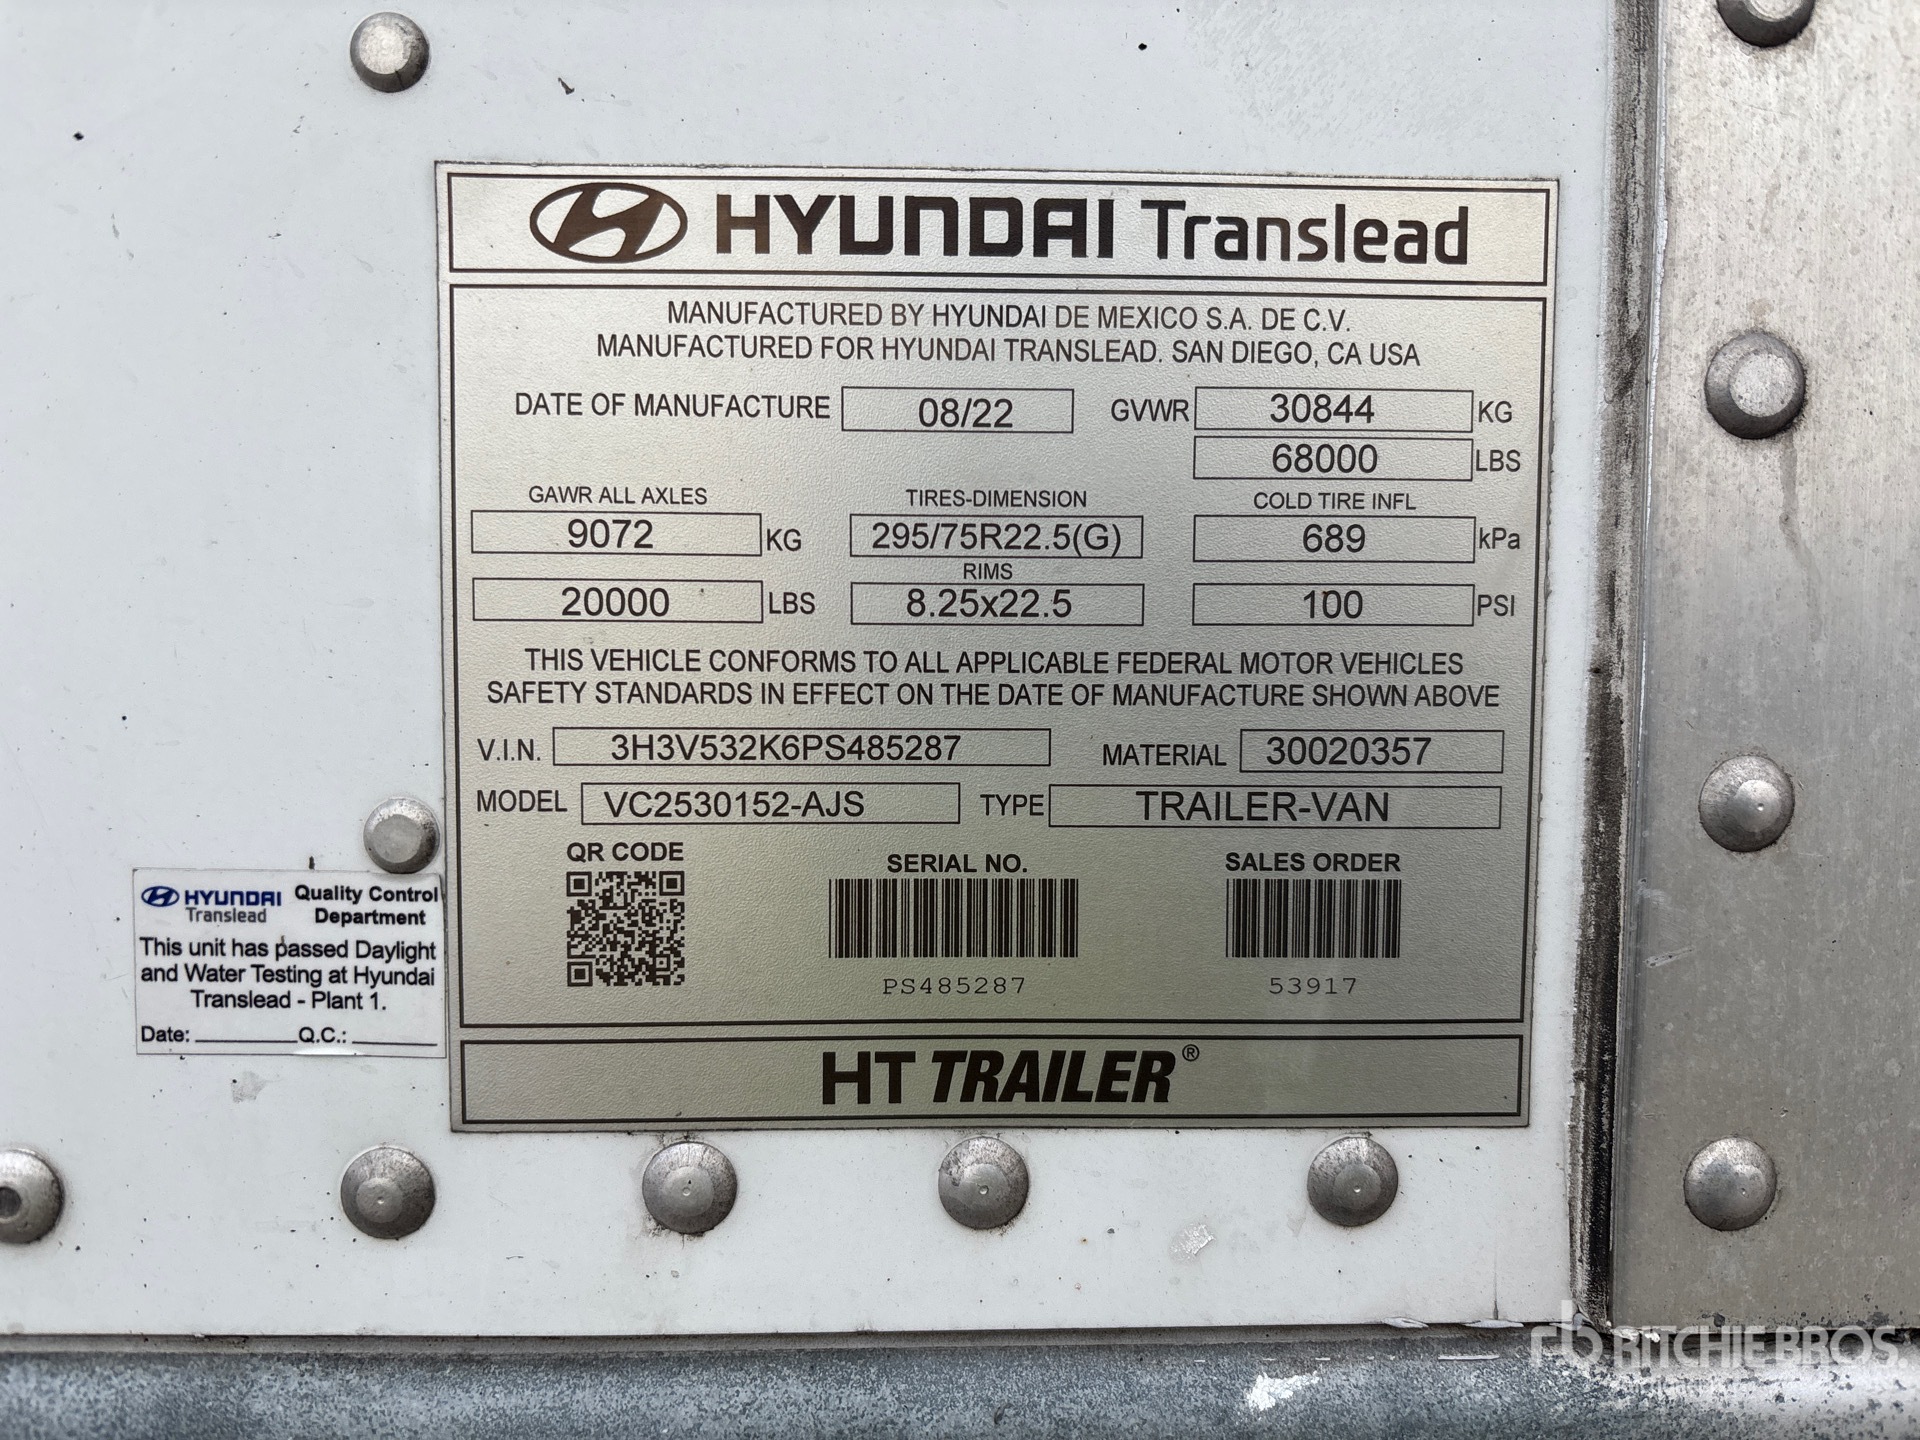 HYUNDAI Translead
MANUFACTURED BY HYUNDAI DE MEXICO S.A. DE C.V.
MANUFACTURED FOR HYUNDAI TRANSLEAD. SAN DIEGO, CA USA
DATE OF MANUFACTURE 08/22 GVWR 30844 KG
68000 LBS
GAWR ALL AXLES TIRES-DIMENSION COLD TIRE INFL
9072 KG 295/75R22.5(G) 689 kPa
RIMS
20000 LBS 8.25x22.5 100 PSI
THIS VEHICLE CONFORMS TO ALL APPLICABLE FEDERAL MOTOR VEHICLES
SAFETY STANDARDS IN EFFECT ON THE DATE OF MANUFACTURE SHOWN ABOVE
V.I.N. 3H3V532K6PS485287 MATERIAL 30020357
MODEL VC2530152-AJS TYPE TRAILER-VAN
QR CODE SERIAL NO. SALES ORDER
PS485287 53917
HT TRAILER®
HYUNDAI Translead Quality Control
Department
This unit has passed Daylight
and Water Testing at Hyundai
Translead - Plant 1.
Date: ________ Q.C.: ________
rb RITCHIE BROS.